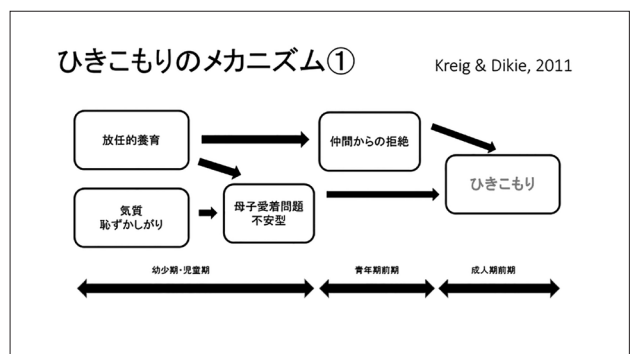 ひきこもりのメカニズム①
Kreig & Dikie, 2011
放任的養育
仲間からの拒絶
ひきこもり
気質
恥ずかしがり
母子愛着問題
不安型
幼少期・児童期
青年期前期
成人期前期